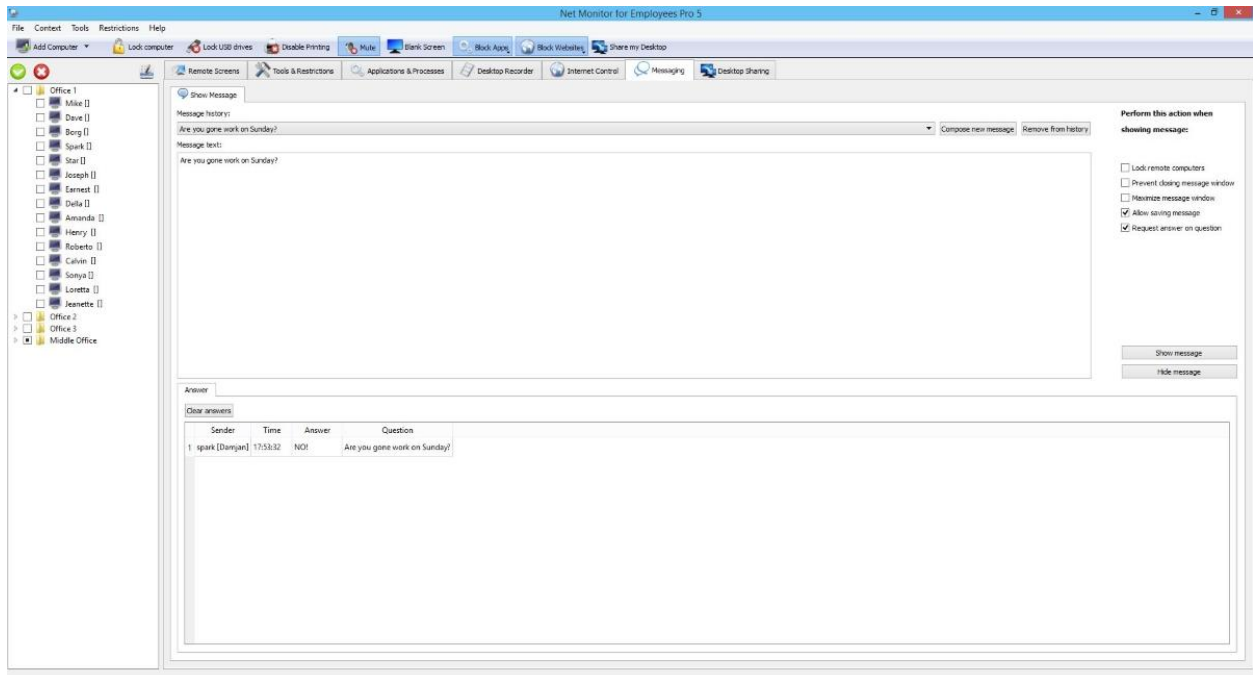 Net Monitor for Employees Pro 5
File Context Tools Restrictions Help
Add Computer Lock computer Lock USB drives Disable Printing Mute Blank Screen Block Apps Block Websites Share my Desktop
Remote Screens Tools & Restrictions Applications & Processes Desktop Recorder Internet Control Messaging Desktop Sharing
Office 1
Mike []
Dave []
Borg []
Spark []
Star []
Joseph []
Earnest []
Della []
Amanda []
Henry []
Roberto []
Calvin []
Sonya []
Loretta []
Jeanette []
Office 2
Office 3
Middle Office
Show Message
Message history:
Are you gone work on Sunday? Compose new message Remove from history
Message text:
Are you gone work on Sunday?
Perform this action when
showing message:
Lock remote computers
Prevent closing message window
Maximize message window
Allow saving message
Request answer on question
Show message
Hide message
Answer
Clear answers
Sender Time Answer Question
1 spark [Damjan] 17:53:32 NO! Are you gone work on Sunday?